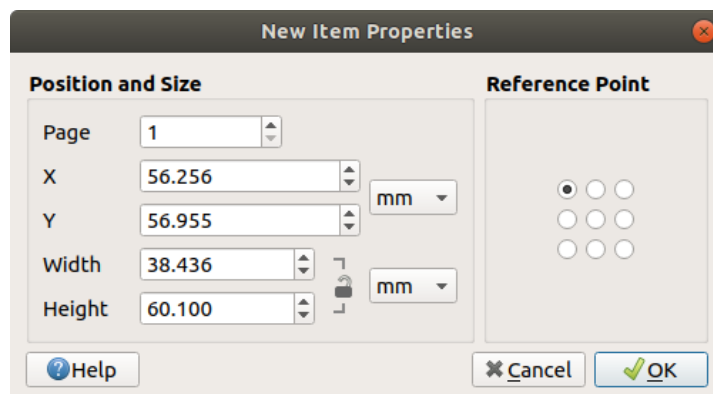 New Item Properties
Position and Size
Reference Point
Page 1
X 56.256
mm
Y 56.955
Width 38.436
mm
Height 60.100
Help
Cancel
OK